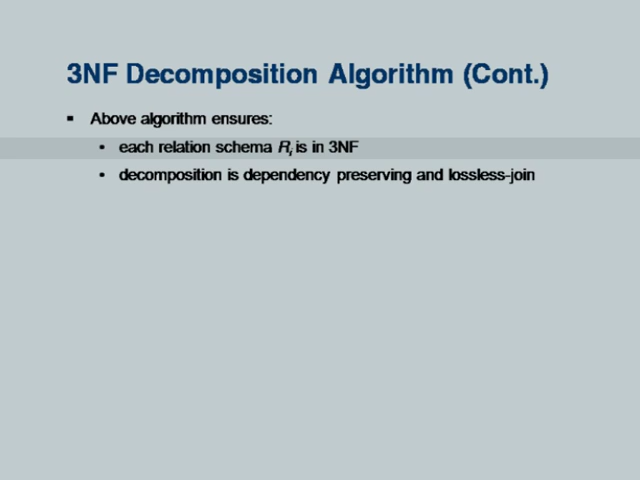 3NF Decomposition Algorithm (Cont.)
▪ Above algorithm ensures:
• each relation schema Ri is in 3NF
• decomposition is dependency preserving and lossless-join